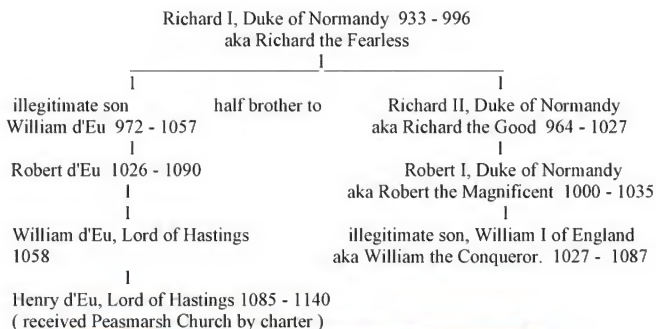 Richard I, Duke of Normandy 933 - 996
aka Richard the Fearless
illegitimate son half brother to Richard II, Duke of Normandy
William d'Eu 972 - 1057 aka Richard the Good 964 - 1027
Robert d'Eu 1026 - 1090 Robert I, Duke of Normandy
aka Robert the Magnificent 1000 - 1035
William d'Eu, Lord of Hastings illegitimate son, William I of England
1058 aka William the Conqueror. 1027 - 1087
Henry d'Eu, Lord of Hastings 1085 - 1140
( received Peasmarsh Church by charter )